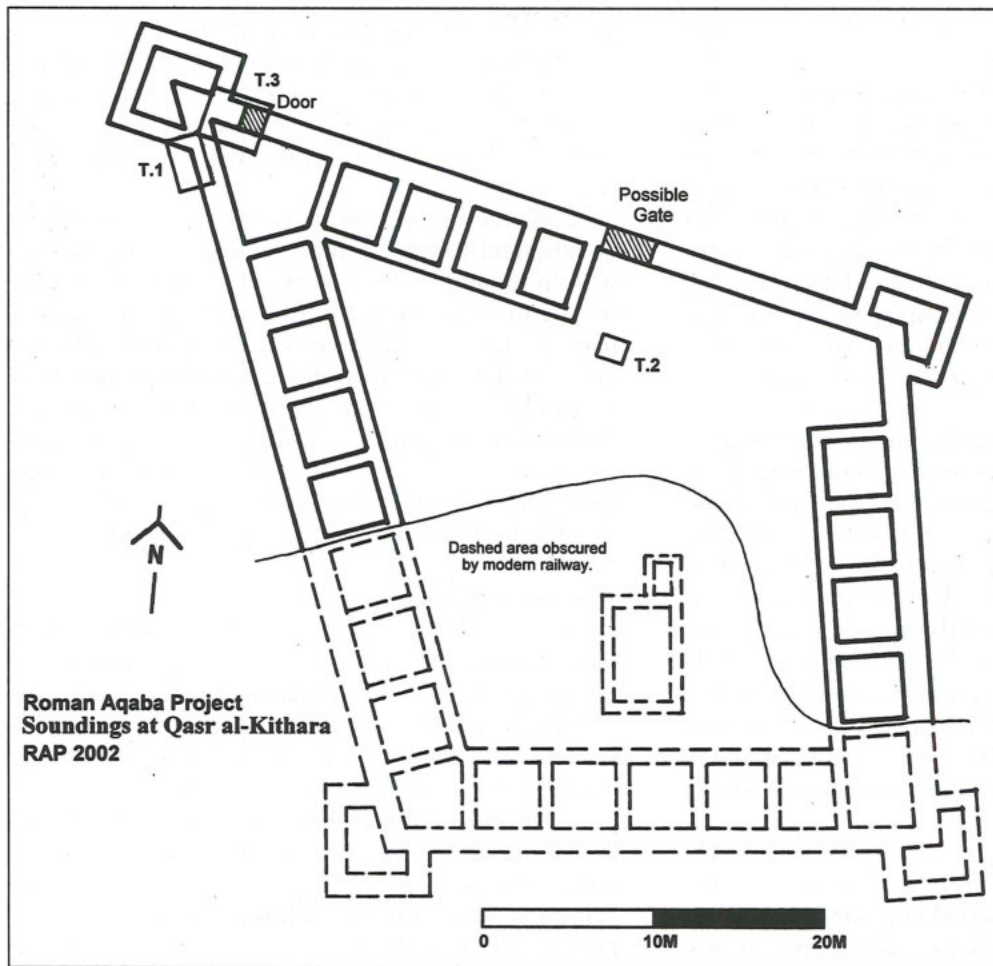 T.3
Door
T.1
Possible
Gate
T.2
N
Dashed area obscured
by modern railway.
Roman Aqaba Project
Soundings at Qasr al-Kithara
RAP 2002
0 10M 20M